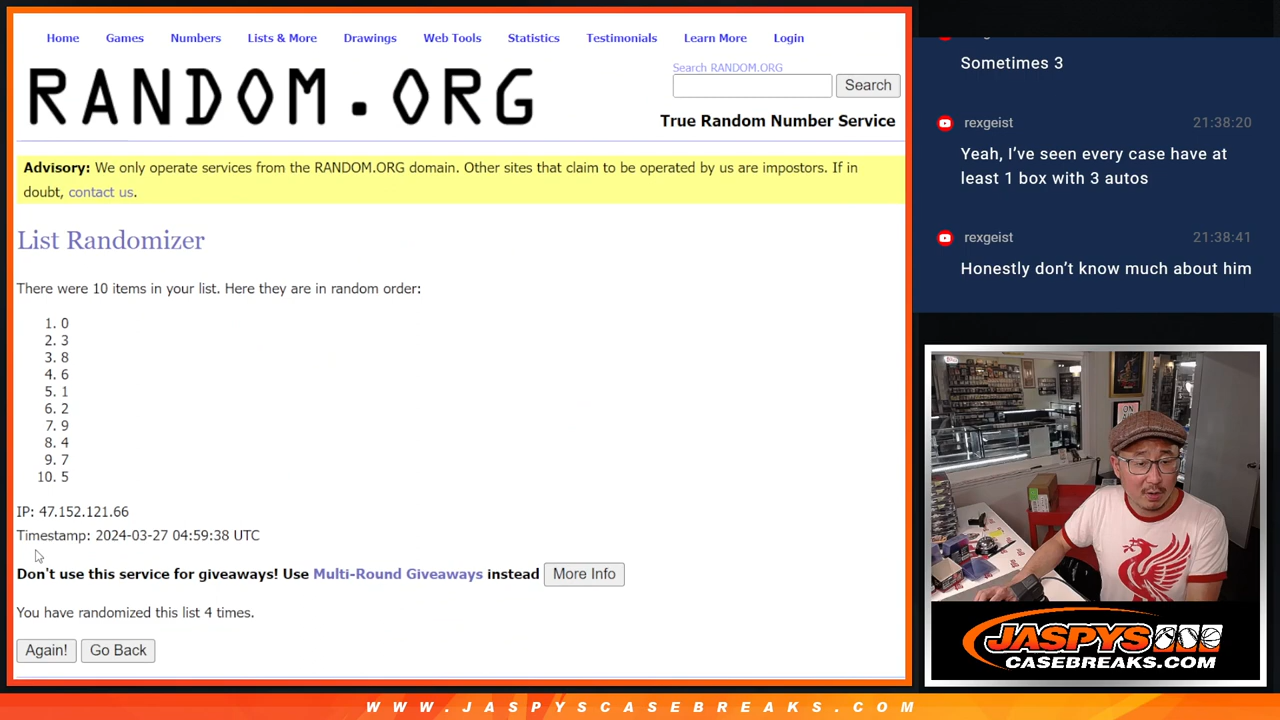 Home Games Numbers Lists & More Drawings Web Tools Statistics Testimonials Learn More Login
RANDOM.ORG
Search RANDOM.ORG
Search
True Random Number Service
Advisory: We only operate services from the RANDOM.ORG domain. Other sites that claim to be operated by us are impostors. If in
doubt, contact us.
List Randomizer
There were 10 items in your list. Here they are in random order:
1. 0
2. 3
3. 8
4. 6
5. 1
6. 2
7. 9
8. 4
9. 7
10. 5
IP: 47.152.121.66
Timestamp: 2024-03-27 04:59:38 UTC
Don't use this service for giveaways! Use Multi-Round Giveaways instead More Info
You have randomized this list 4 times.
Again! Go Back
Sometimes 3
rexgeist 21:38:20
Yeah, I've seen every case have at
least 1 box with 3 autos
rexgeist 21:38:41
Honestly don't know much about him
JASPYS
CASEBREAKS.COM
WWW.JASPYSCASEBREAKS.COM